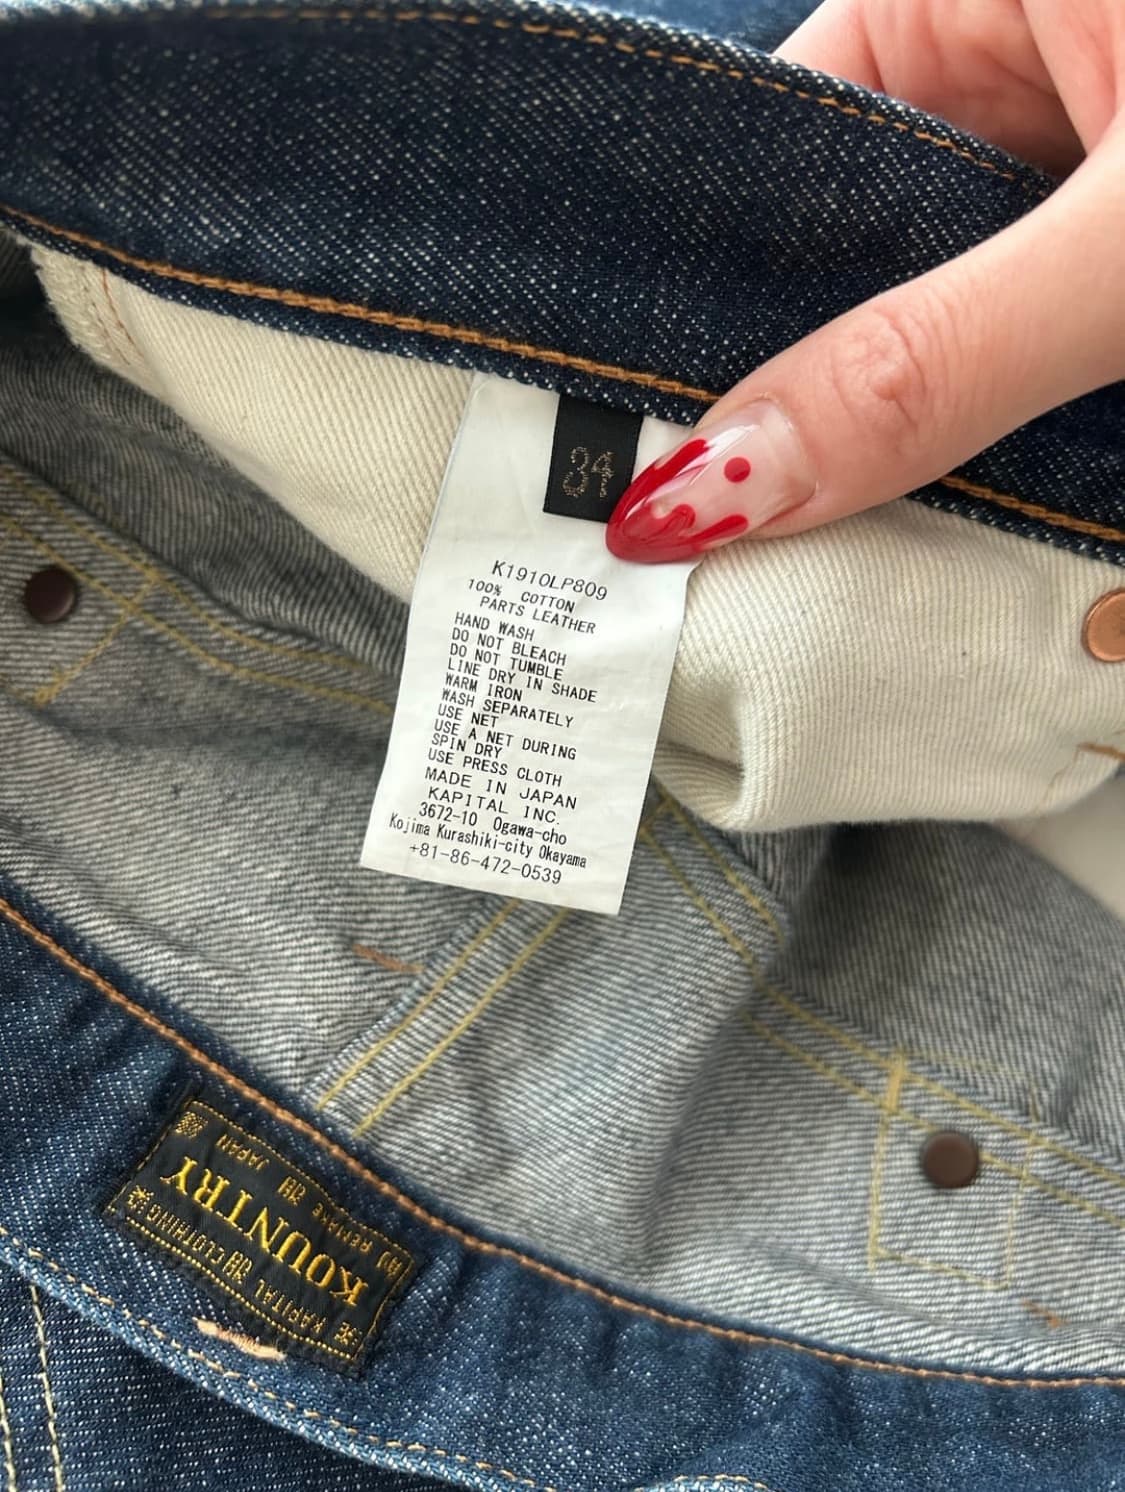 34
K1910LP809
100% COTTON
PARTS LEATHER
HAND WASH
DO NOT BLEACH
DO NOT TUMBLE
LINE DRY IN SHADE
WARM IRON
WASH SEPARATELY
USE NET
USE A NET DURING
SPIN DRY
USE PRESS CLOTH
MADE IN JAPAN
KAPITAL INC.
3672-10 Ogawa-cho
Kojima Kurashiki-city Okayama
+81-86-472-0539
KAPITAL CLOTHING
KOUNTRY
REMAKE JAPAN